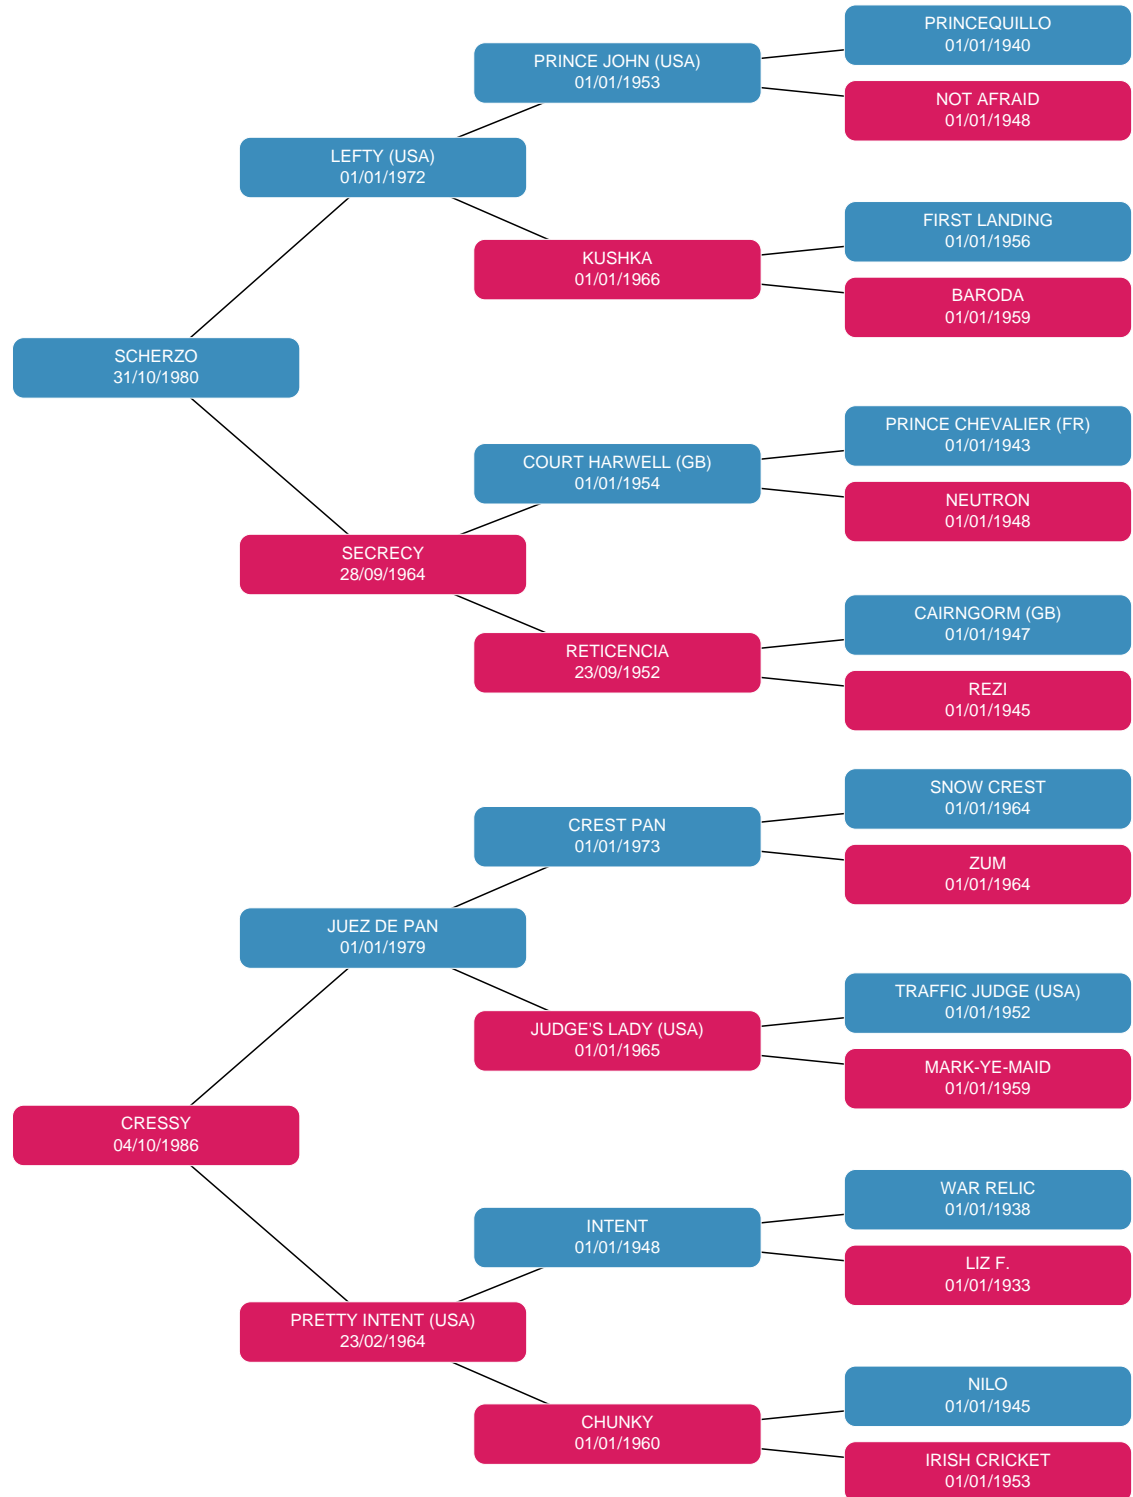 PRINCEQUILLO
01/01/1940
PRINCE JOHN (USA)
01/01/1953
NOT AFRAID
01/01/1948
LEFTY (USA)
01/01/1972
FIRST LANDING
01/01/1956
KUSHKA
01/01/1966
BARODA
01/01/1959
SCHERZO
31/10/1980
PRINCE CHEVALIER (FR)
01/01/1943
COURT HARWELL (GB)
01/01/1954
NEUTRON
01/01/1948
SECRECY
28/09/1964
CAIRNGORM (GB)
01/01/1947
RETICENCIA
23/09/1952
REZI
01/01/1945
SNOW CREST
01/01/1964
CREST PAN
01/01/1973
ZUM
01/01/1964
JUEZ DE PAN
01/01/1979
TRAFFIC JUDGE (USA)
01/01/1952
JUDGE'S LADY (USA)
01/01/1965
MARK-YE-MAID
01/01/1959
CRESSY
04/10/1986
WAR RELIC
01/01/1938
INTENT
01/01/1948
LIZ F.
01/01/1933
PRETTY INTENT (USA)
23/02/1964
NILO
01/01/1945
CHUNKY
01/01/1960
IRISH CRICKET
01/01/1953